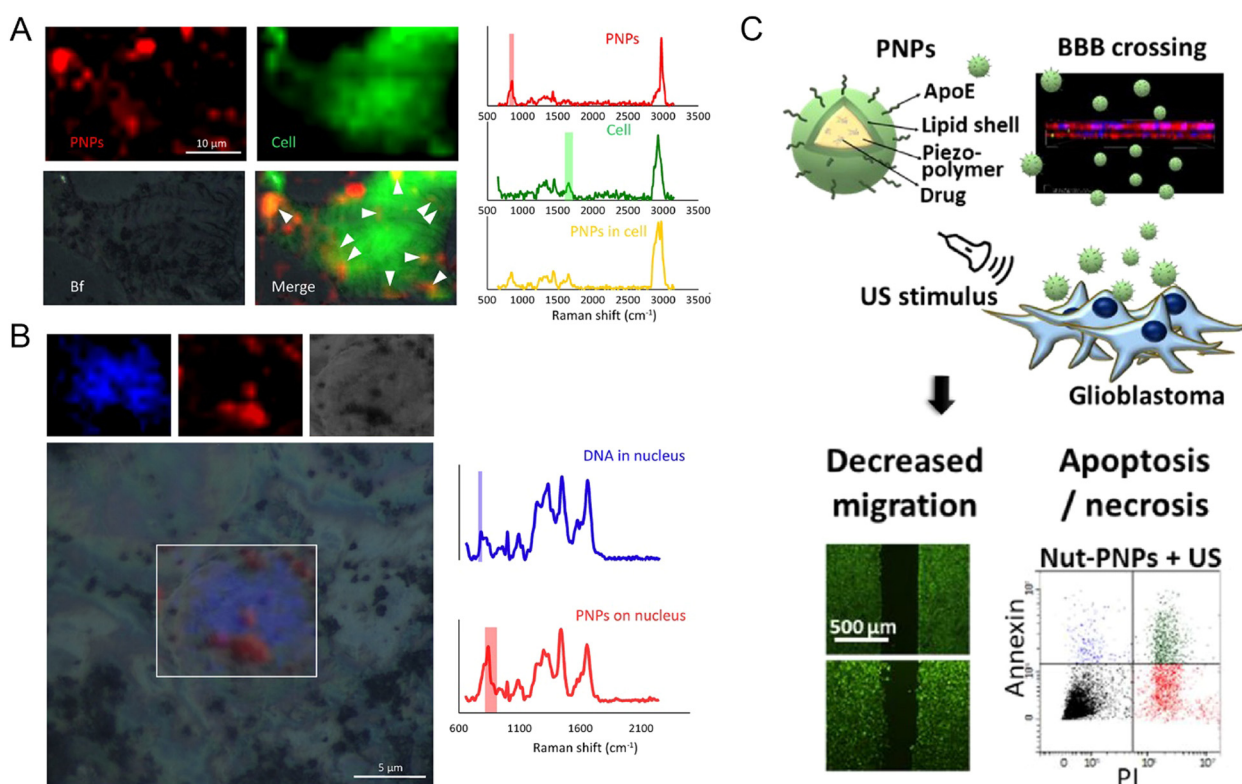 A
PNPs
10 µm
Cell
Bf
Merge
PNPs
500 1000 1500 2000 2500 3000 3500
Cell
500 1000 1500 2000 2500 3000 3500
PNPs in cell
500 1000 1500 2000 2500 3000 3500
Raman shift (cm⁻¹)
B
5 µm
DNA in nucleus
PNPs on nucleus
600 1100 1600 2100
Raman shift (cm⁻¹)
C
PNPs
ApoE
Lipid shell
Piezo-
polymer
Drug
BBB crossing
US stimulus
Glioblastoma
Decreased
migration
500 µm
Apoptosis
/ necrosis
Nut-PNPs + US
Annexin
0
0
PI